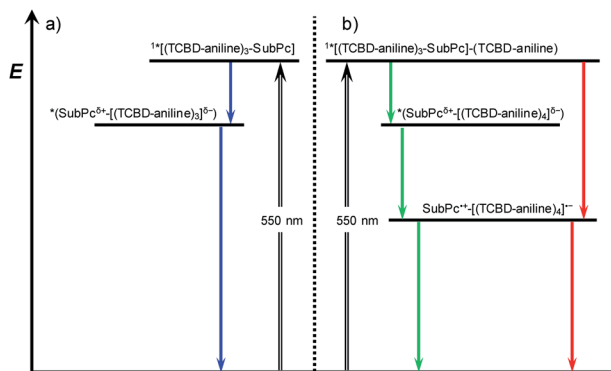 a)
b)
E
¹*[(TCBD-aniline)₃-SubPc]
¹*[(TCBD-aniline)₃-SubPc]-(TCBD-aniline)
*(SubPcᵟ⁺-[(TCBD-aniline)₃]ᵟ⁻)
*(SubPcᵟ⁺-[(TCBD-aniline)₄]ᵟ⁻)
SubPc•⁺-[(TCBD-aniline)₄]•⁻
550 nm
550 nm